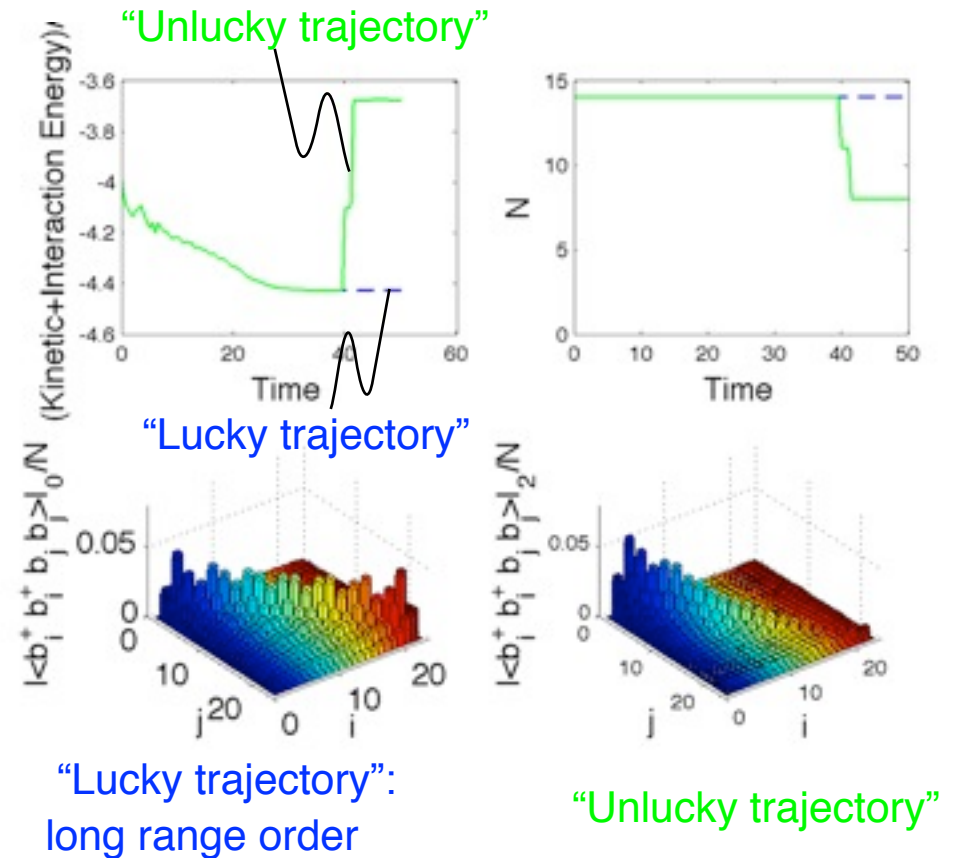 “Unlucky trajectory”
(Kinetic+Interaction Energy)/
-3.6
-3.8
-4
-4.2
-4.4
-4.6
0 20 40 60
Time
N
15
10
5
0
0 10 20 30 40 50
Time
“Lucky trajectory”
|<b_i^+ b_i^+ b_j b_j>|_0/N
0.05
0
0
10
20
j
0
10
20
i
|<b_i^+ b_i^+ b_j b_j>|_2/N
0.05
0
0
10
20
j
0
10
20
i
“Lucky trajectory”:
long range order
“Unlucky trajectory”